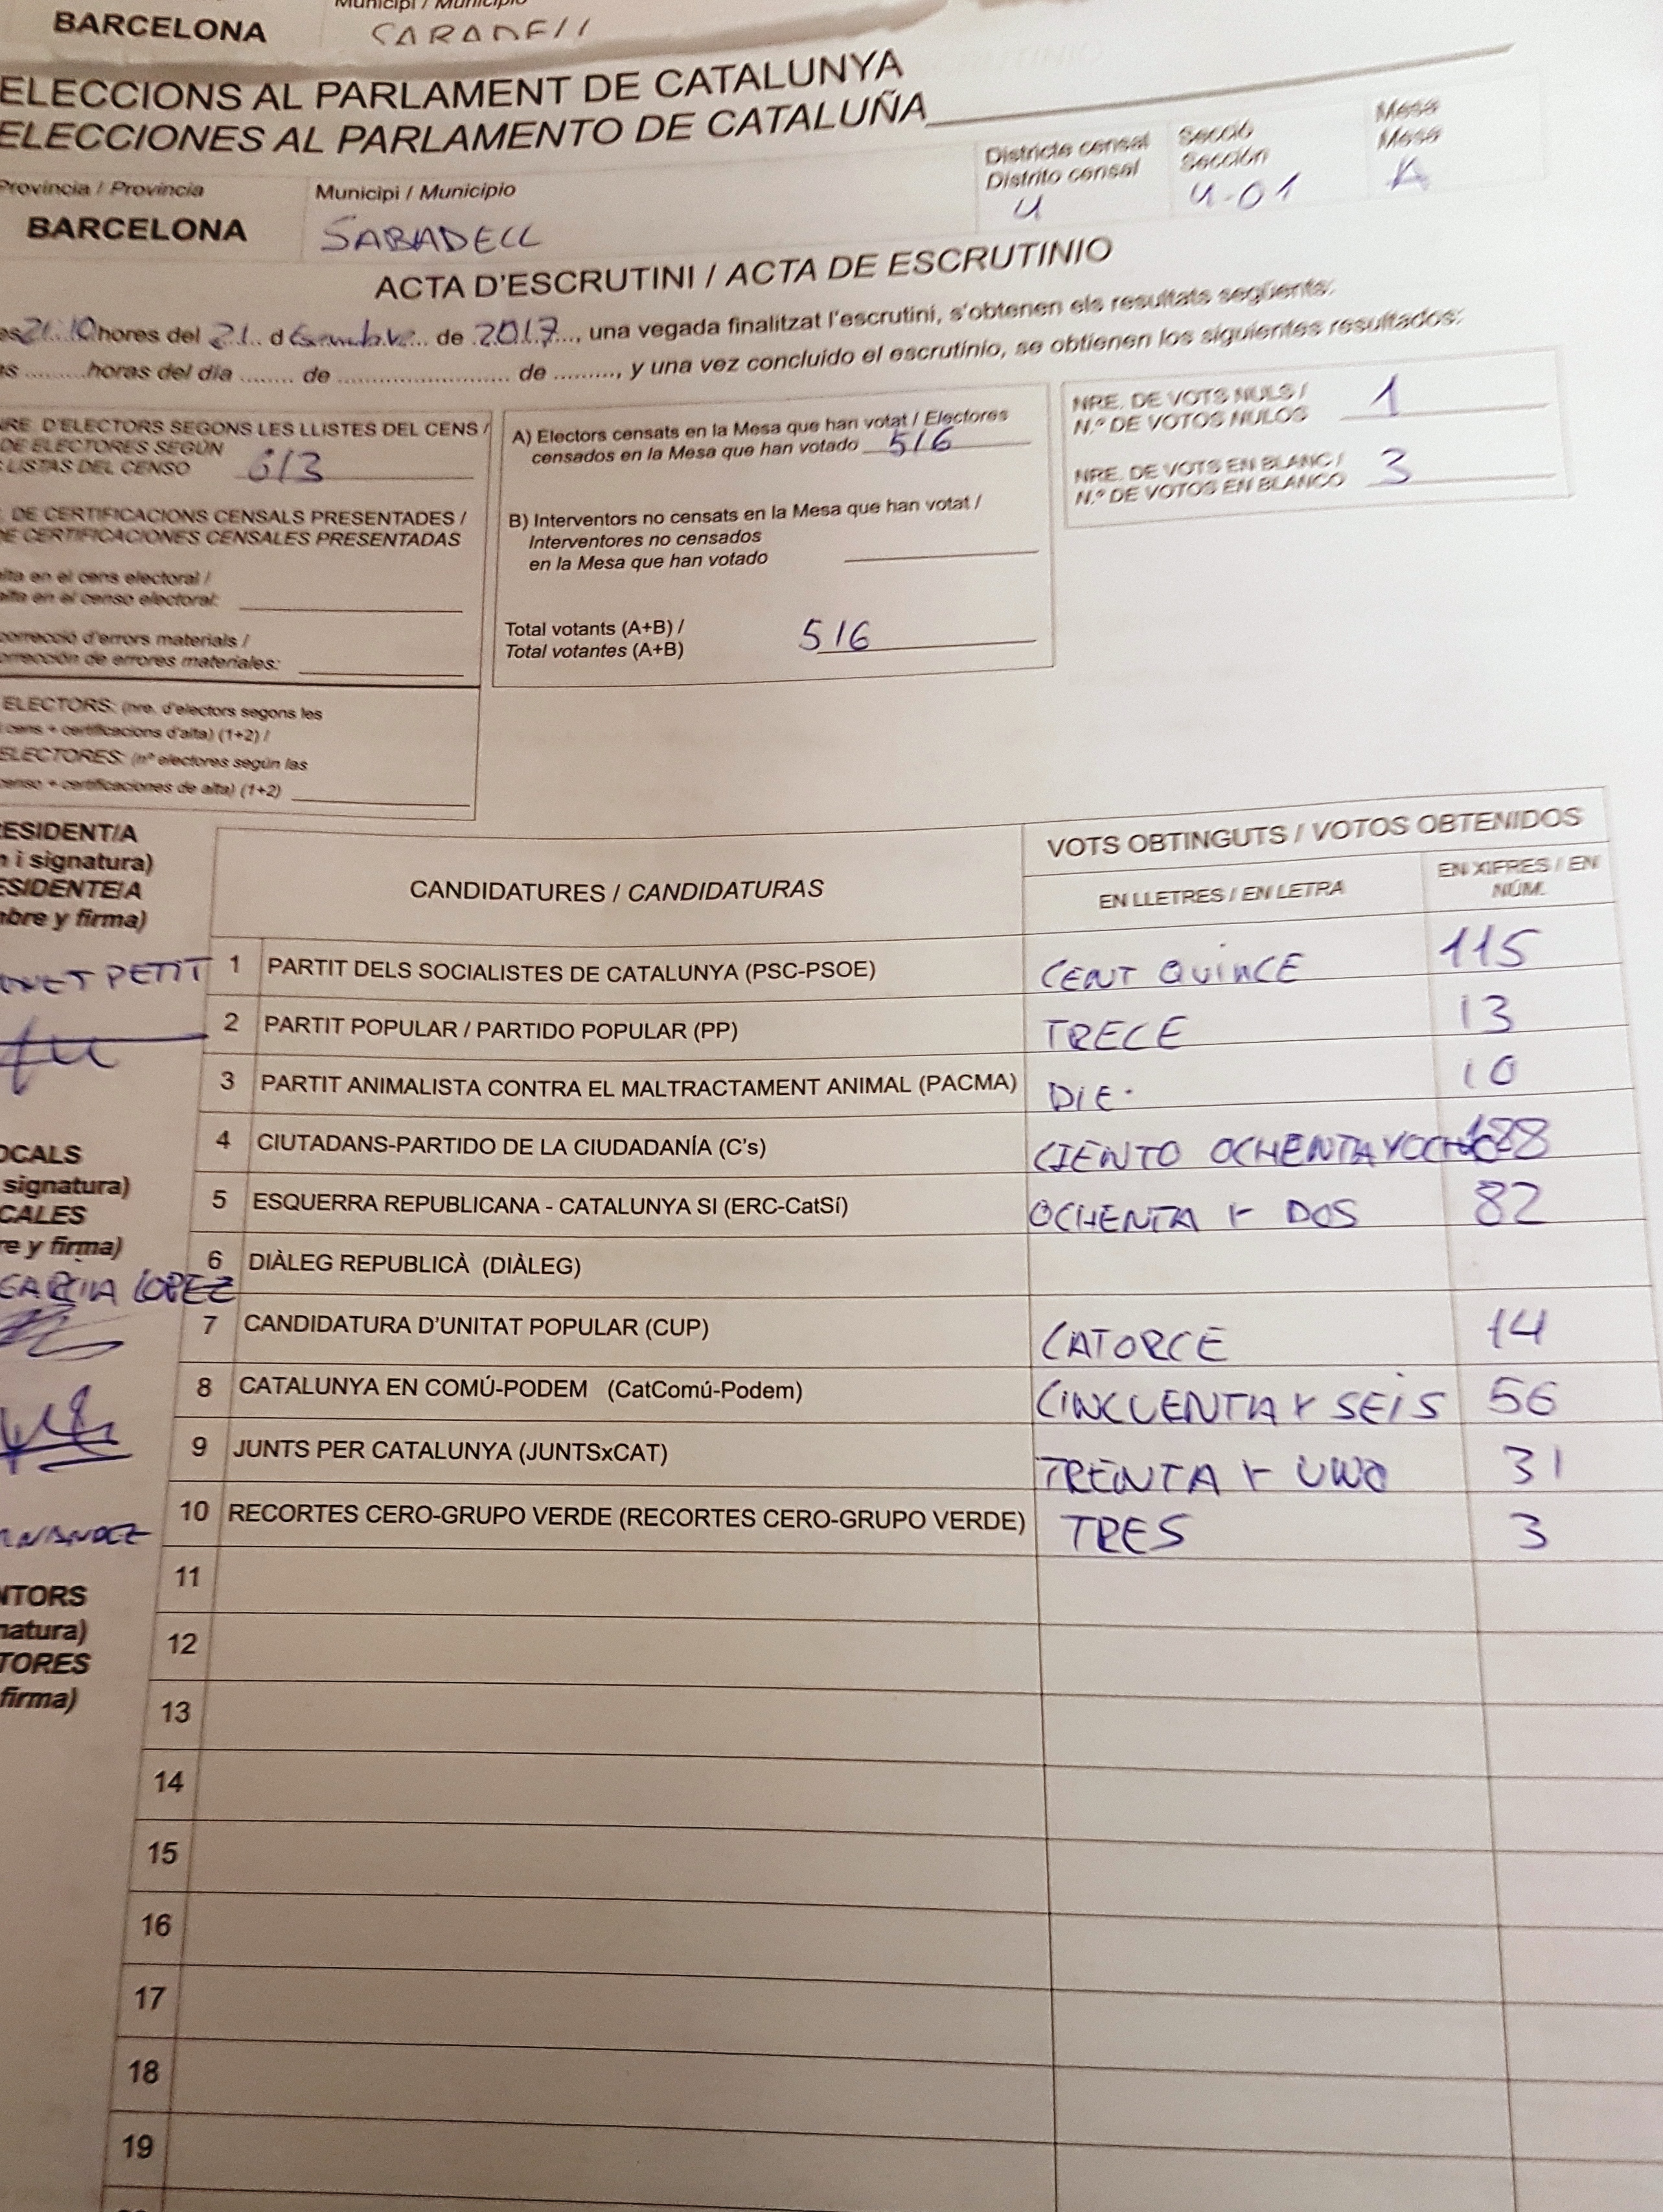 Municipi / Municipio
BARCELONA
ELECCIONS AL PARLAMENT DE CATALUNYA
ELECCIONES AL PARLAMENTO DE CATALUÑA
Districte censal
Distrito censal
4
Secció
Sección
4-01
Mesa
Mesa
A
Província / Provincia
BARCELONA
Municipi / Municipio
SABADELL
ACTA D'ESCRUTINI / ACTA DE ESCRUTINIO
es 21:10 hores del 21 d de 2017, una vegada finalitzat l'escrutini, s'obtenen els resultats següents:
as .........horas del día ........ de ............................ de ........., y una vez concluido el escrutinio, se obtienen los siguientes resultados:
NRE. D'ELECTORS SEGONS LES LLISTES DEL CENS /
DE ELECTORES SEGÚN
LISTAS DEL CENSO 613
. DE CERTIFICACIONS CENSALS PRESENTADES /
DE CERTIFICACIONES CENSALES PRESENTADAS
alta en el cens electoral /
alta en el censo electoral:
correcció d'errors materials /
orrección de errores materiales:
ELECTORS: (nre. d'electors segons les
cens + certificacions d'alta) (1+2) /
ELECTORES: (nº electores según las
censo + certificaciones de alta) (1+2)
A) Electors censats en la Mesa que han votat / Electores
censados en la Mesa que han votado 516
B) Interventors no censats en la Mesa que han votat /
Interventores no censados
en la Mesa que han votado
Total votants (A+B) /
Total votantes (A+B) 516
NRE. DE VOTS NULS /
N.º DE VOTOS NULOS 1
NRE. DE VOTS EN BLANC /
N.º DE VOTOS EN BLANCO 3
RESIDENT/A
n i signatura)
ESIDENTE/A
mbre y firma)
PETIT
OCALS
signatura)
CALES
re y firma)
GARCIA LOPEZ
NTORS
natura)
TORES
firma)
CANDIDATURES / CANDIDATURAS
VOTS OBTINGUTS / VOTOS OBTENIDOS
EN LLETRES / EN LETRA
EN XIFRES / EN
NÚM.
1 PARTIT DELS SOCIALISTES DE CATALUNYA (PSC-PSOE) CENT QUINCE 115
2 PARTIT POPULAR / PARTIDO POPULAR (PP) TRECE 13
3 PARTIT ANIMALISTA CONTRA EL MALTRACTAMENT ANIMAL (PACMA) DIE 10
4 CIUTADANS-PARTIDO DE LA CIUDADANÍA (C's) CIENTO OCHENTA Y OCHO 188
5 ESQUERRA REPUBLICANA - CATALUNYA SI (ERC-CatSí) OCHENTA Y DOS 82
6 DIÀLEG REPUBLICÀ (DIÀLEG)
7 CANDIDATURA D'UNITAT POPULAR (CUP) CATORCE 14
8 CATALUNYA EN COMÚ-PODEM (CatComú-Podem) CINCUENTA Y SEIS 56
9 JUNTS PER CATALUNYA (JUNTSxCAT) TREINTA Y UNO 31
10 RECORTES CERO-GRUPO VERDE (RECORTES CERO-GRUPO VERDE) TRES 3
11
12
13
14
15
16
17
18
19